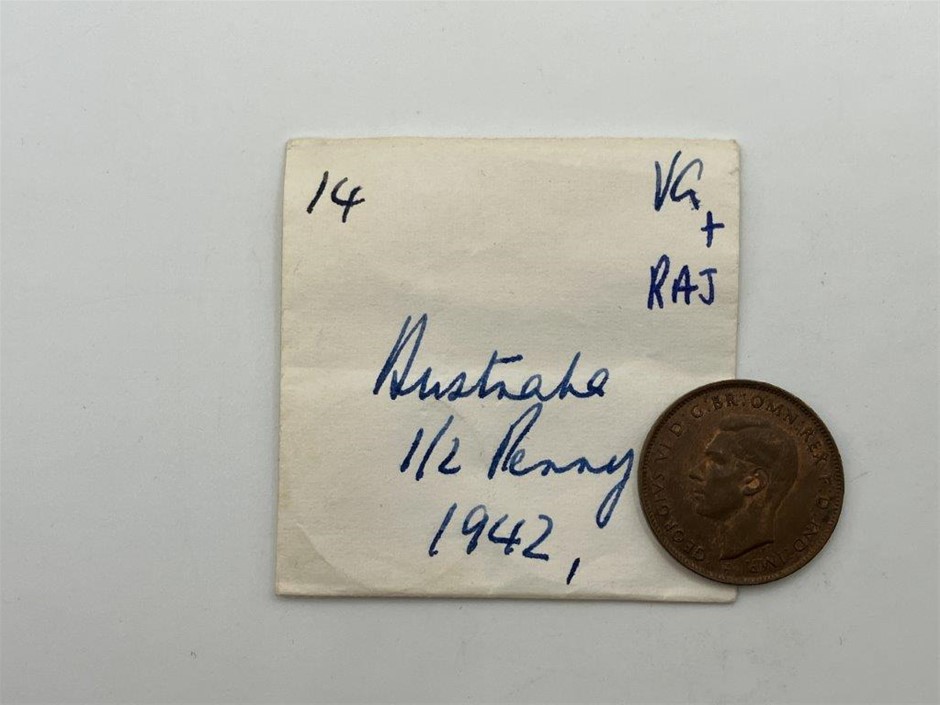 14
VG
+
RAJ
Australia
1/2 Penny
1942,
GEORGIVS VI D:G:BR:OMN:REX F.D.IND:IMP.